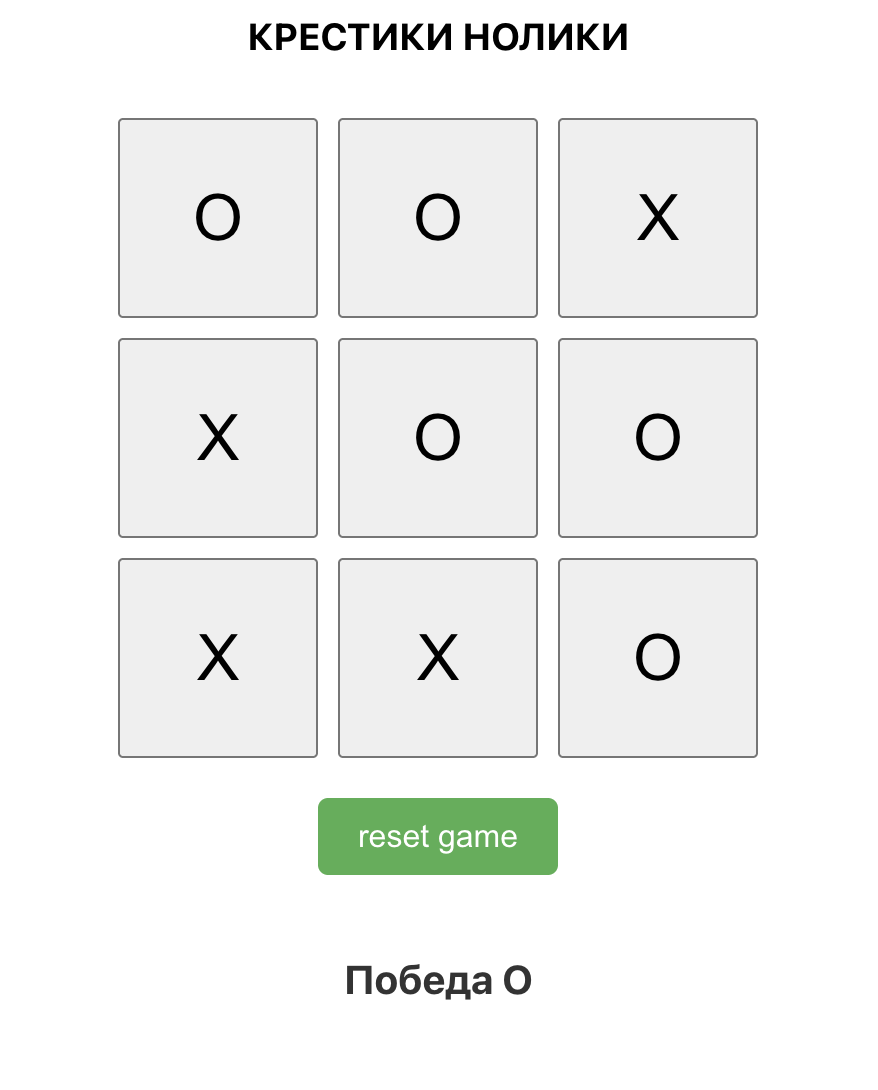 КРЕСТИКИ НОЛИКИ
O O X
X O O
X X O
reset game
Победа O